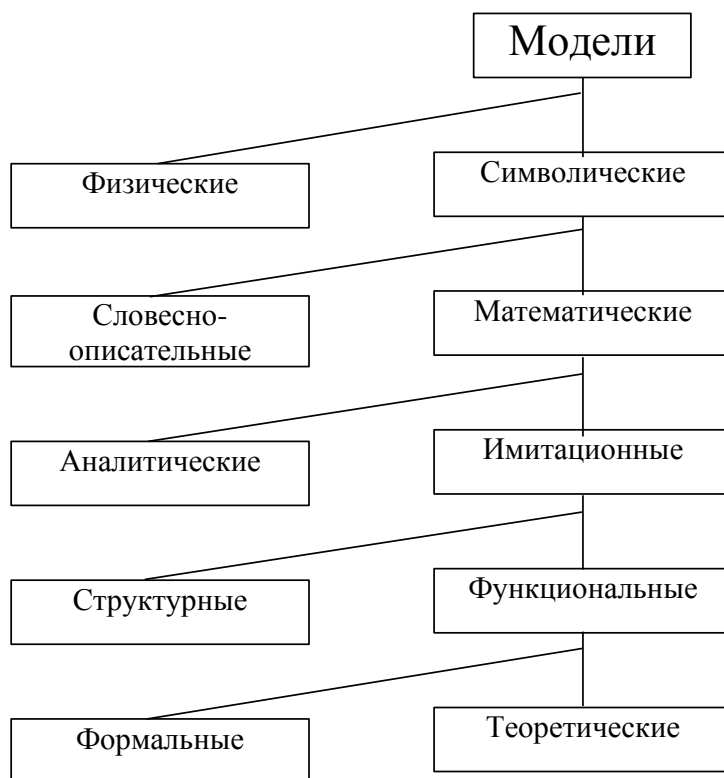 Модели
Физические
Символические
Словесно-
описательные
Математические
Аналитические
Имитационные
Структурные
Функциональные
Формальные
Теоретические